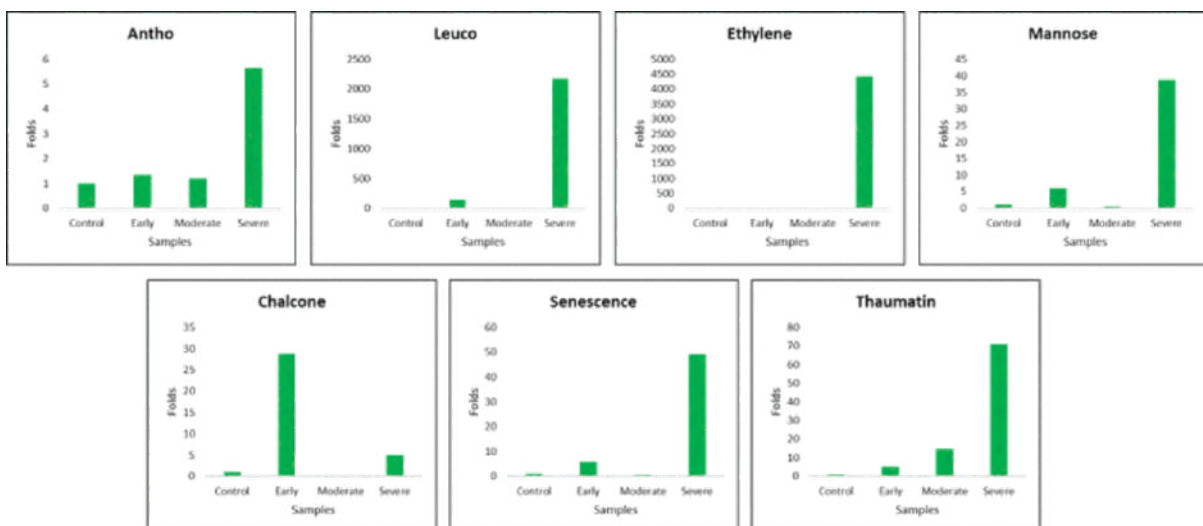 Antho
Folds
6
5
4
3
2
1
0
Control Early Moderate Severe
Samples
Leuco
Folds
2500
2000
1500
1000
500
0
Control Early Moderate Severe
Samples
Ethylene
Folds
5000
4500
4000
3500
3000
2500
2000
1500
1000
500
0
Control Early Moderate Severe
Samples
Mannose
Folds
45
40
35
30
25
20
15
10
5
0
Control Early Moderate Severe
Samples
Chalcone
Folds
35
30
25
20
15
10
5
0
Control Early Moderate Severe
Samples
Senescence
Folds
60
50
40
30
20
10
0
Control Early Moderate Severe
Samples
Thaumatin
Folds
80
70
60
50
40
30
20
10
0
Control Early Moderate Severe
Samples